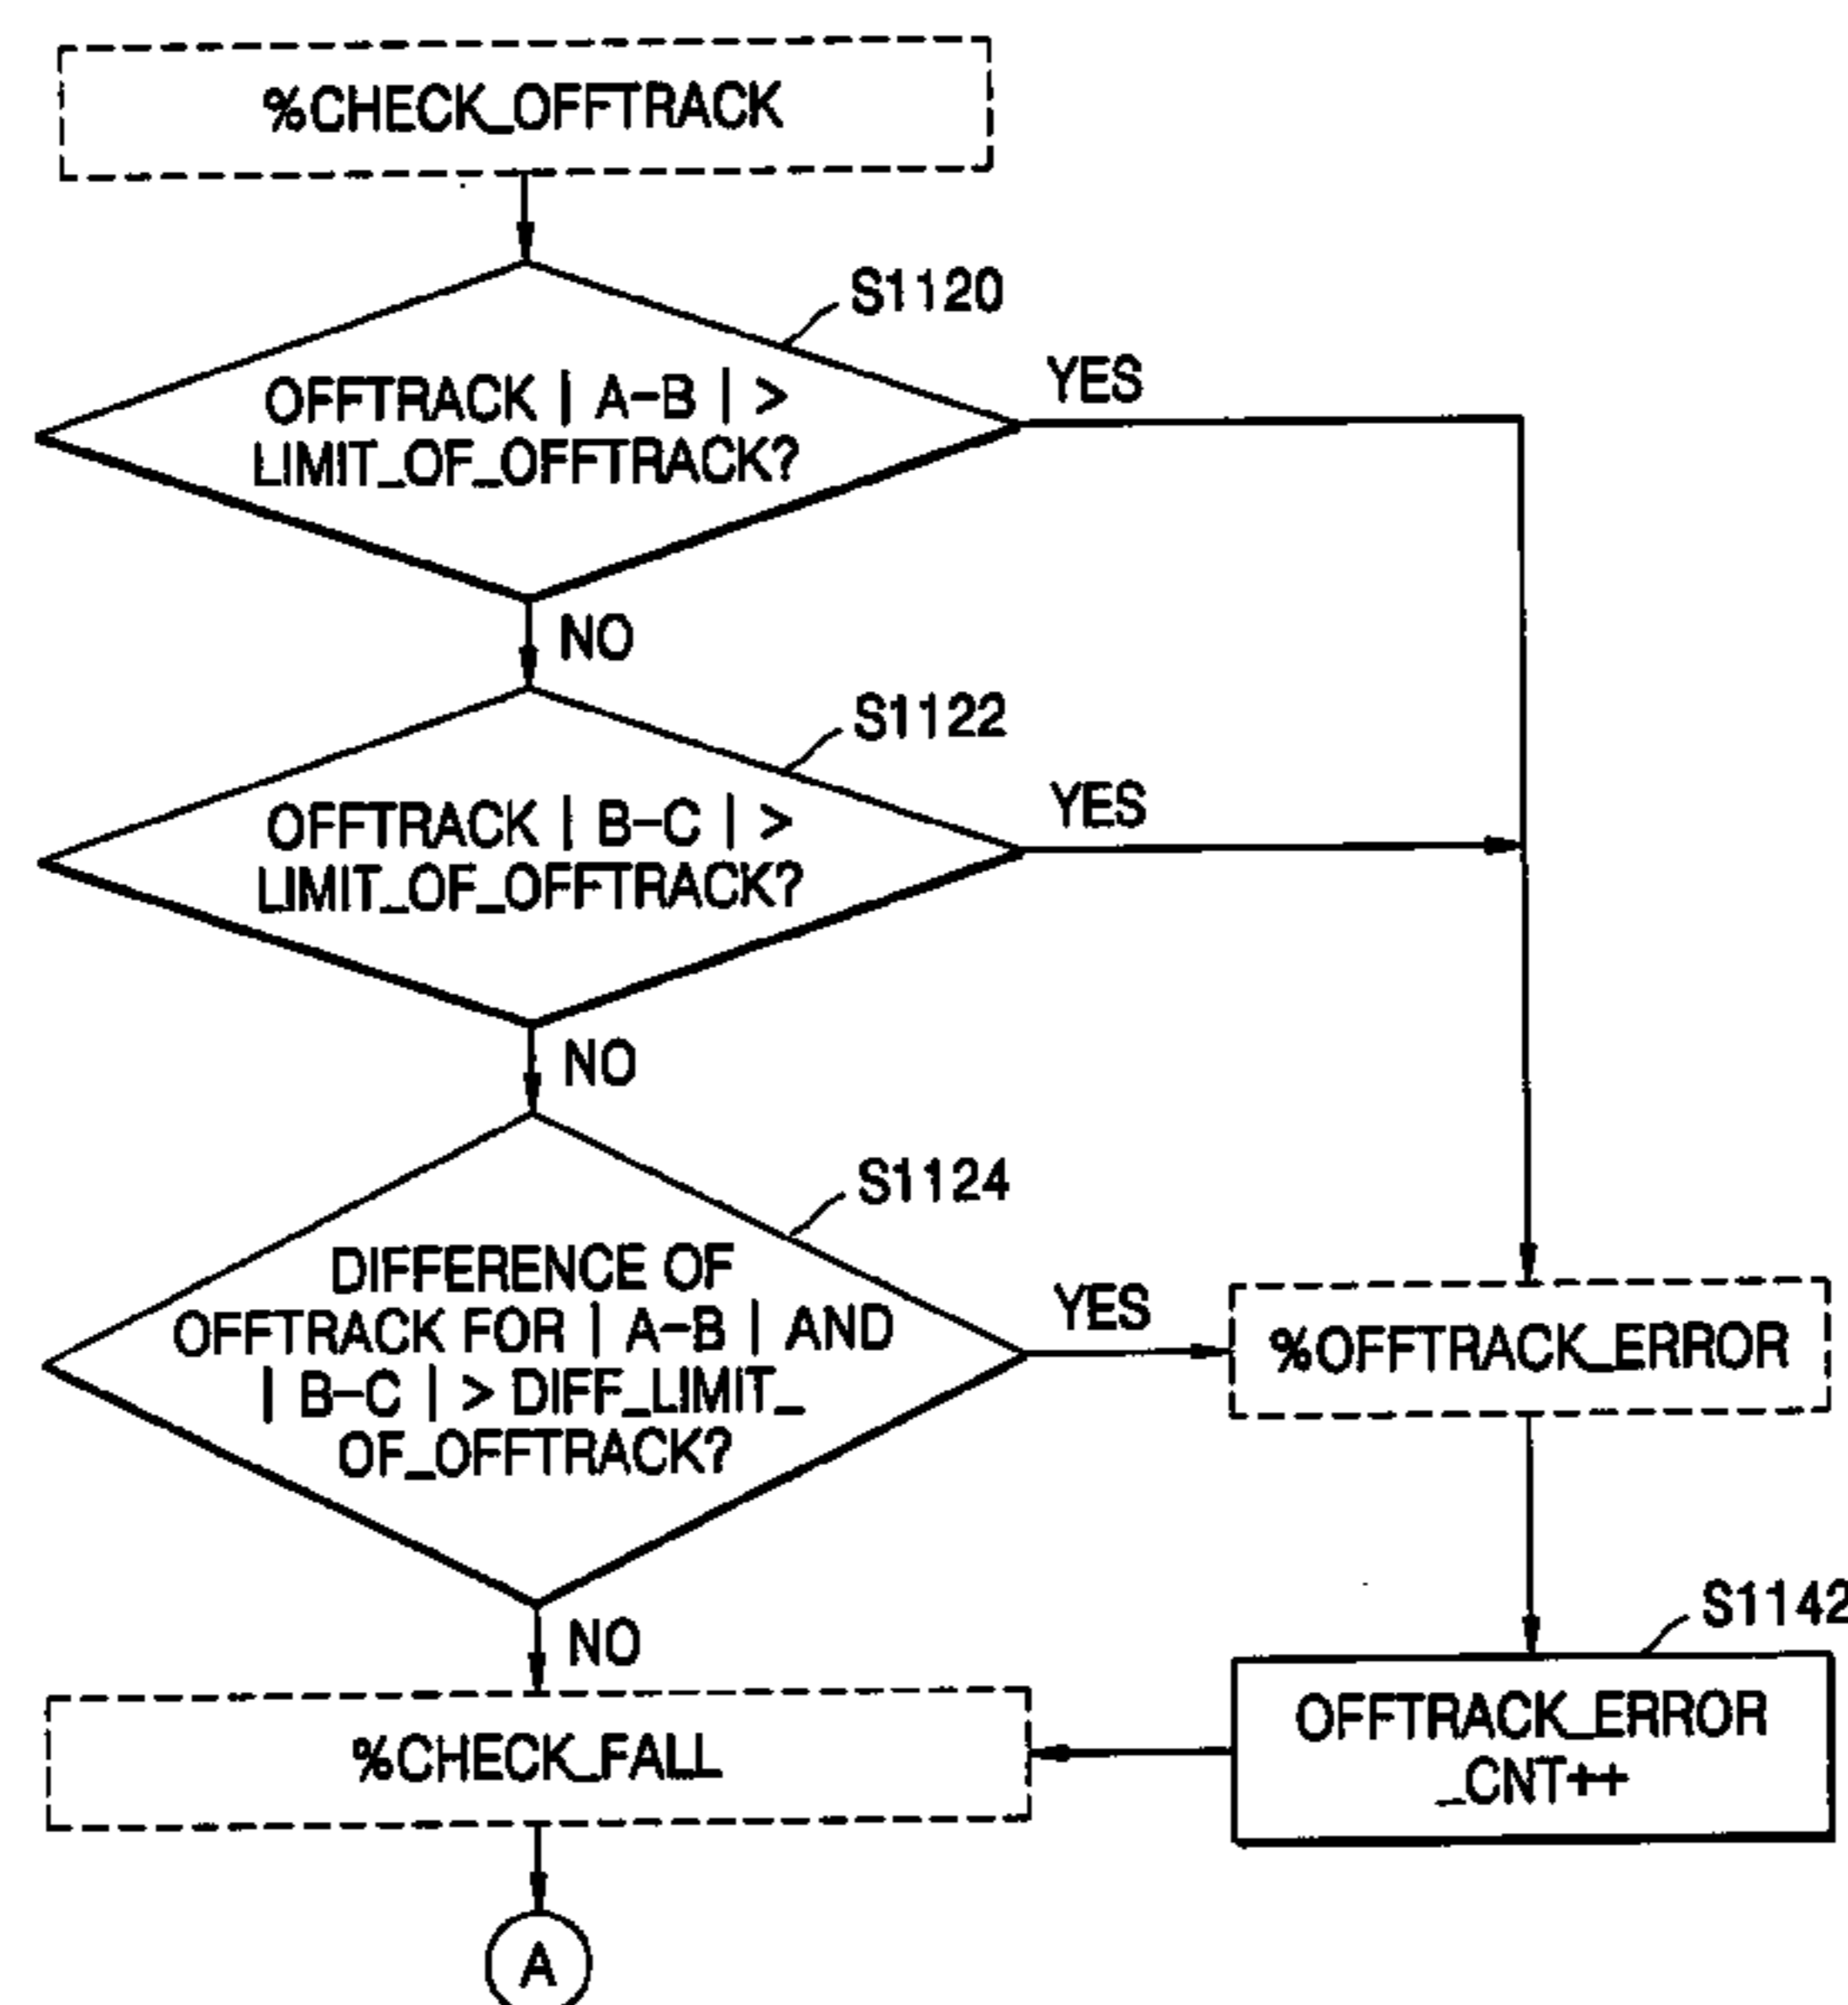 %CHECK_OFFTRACK
S1120
OFFTRACK | A-B | >
LIMIT_OF_OFFTRACK?
YES
NO
S1122
OFFTRACK | B-C | >
LIMIT_OF_OFFTRACK?
YES
NO
S1124
DIFFERENCE OF
OFFTRACK FOR | A-B | AND
| B-C | > DIFF_LIMIT_
OF_OFFTRACK?
YES
%OFFTRACK_ERROR
NO
S1142
OFFTRACK_ERROR
_CNT++
%CHECK_FALL
A